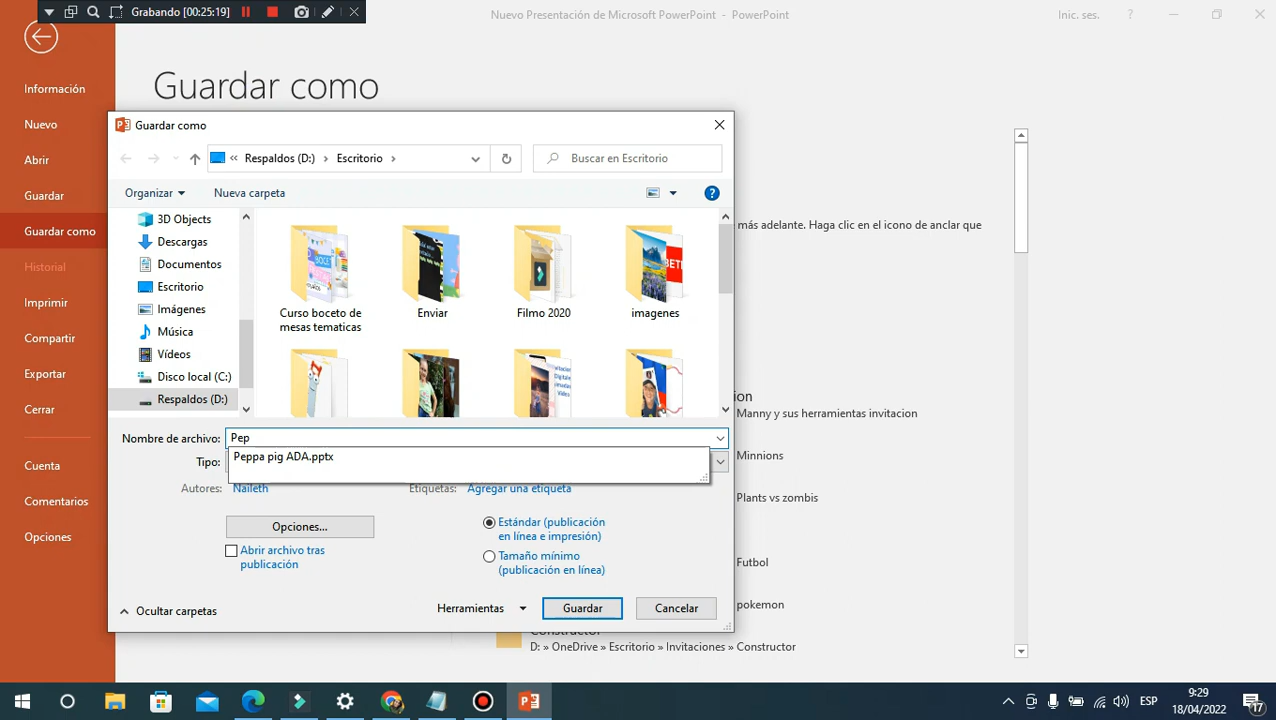 Grabando [00:25:19]
Nuevo Presentación de Microsoft PowerPoint - PowerPoint
Inic. ses.
?
Guardar como
Información
Nuevo
Abrir
Guardar
Guardar como
Historial
Imprimir
Compartir
Exportar
Cerrar
Cuenta
Comentarios
Opciones
Guardar como
« Respaldos (D:) › Escritorio ›
Buscar en Escritorio
Organizar
Nueva carpeta
?
3D Objects
Descargas
Documentos
Escritorio
Imágenes
Música
Vídeos
Disco local (C:)
Respaldos (D:)
Curso boceto de
mesas tematicas
Enviar
Filmo 2020
imagenes
Nombre de archivo: Pep
Peppa pig ADA.pptx
Tipo:
Autores: Naileth
Etiquetas: Agregar una etiqueta
Opciones...
Abrir archivo tras
publicación
Estándar (publicación
en línea e impresión)
Tamaño mínimo
(publicación en línea)
Ocultar carpetas
Herramientas
Guardar
Cancelar
más adelante. Haga clic en el icono de anclar que
ion
Manny y sus herramientas invitacion
Minnions
Plants vs zombis
Futbol
pokemon
Constructor
D: » OneDrive » Escritorio » Invitaciones » Constructor
ESP
9:29
18/04/2022
17